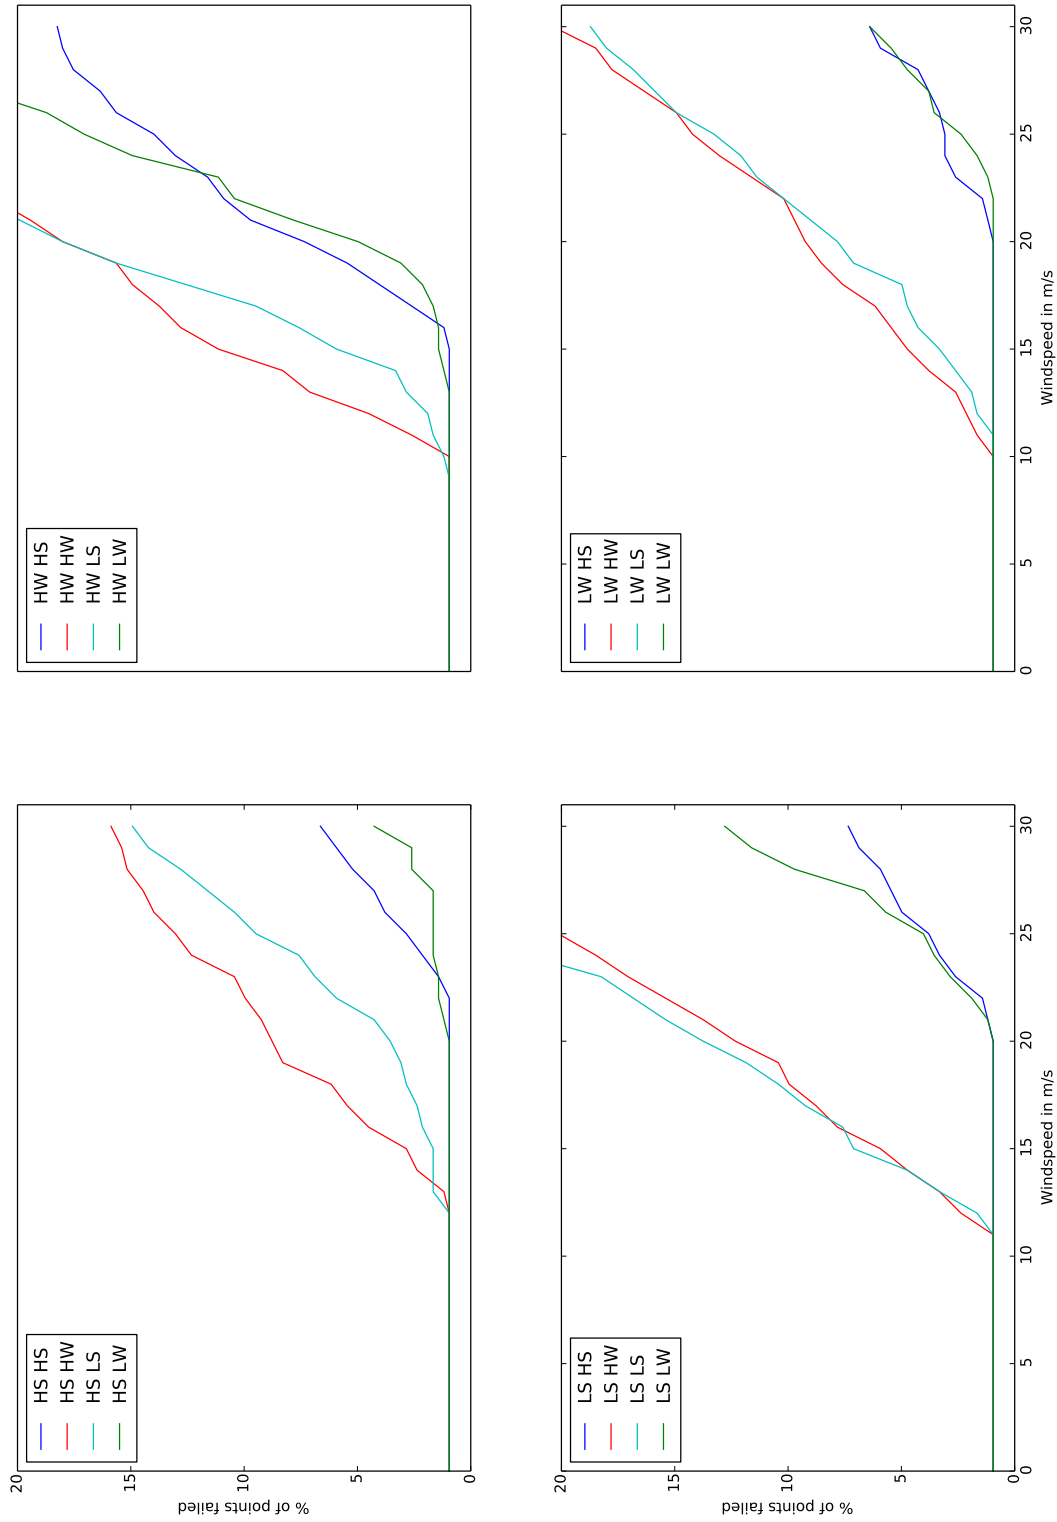 % of points failed
20
15
10
5
0
HS HS
HS HW
HS LS
HS LW
HW HS
HW HW
HW LS
HW LW
% of points failed
20
15
10
5
0
LS HS
LS HW
LS LS
LS LW
0 5 10 15 20 25 30
Windspeed in m/s
LW HS
LW HW
LW LS
LW LW
0 5 10 15 20 25 30
Windspeed in m/s